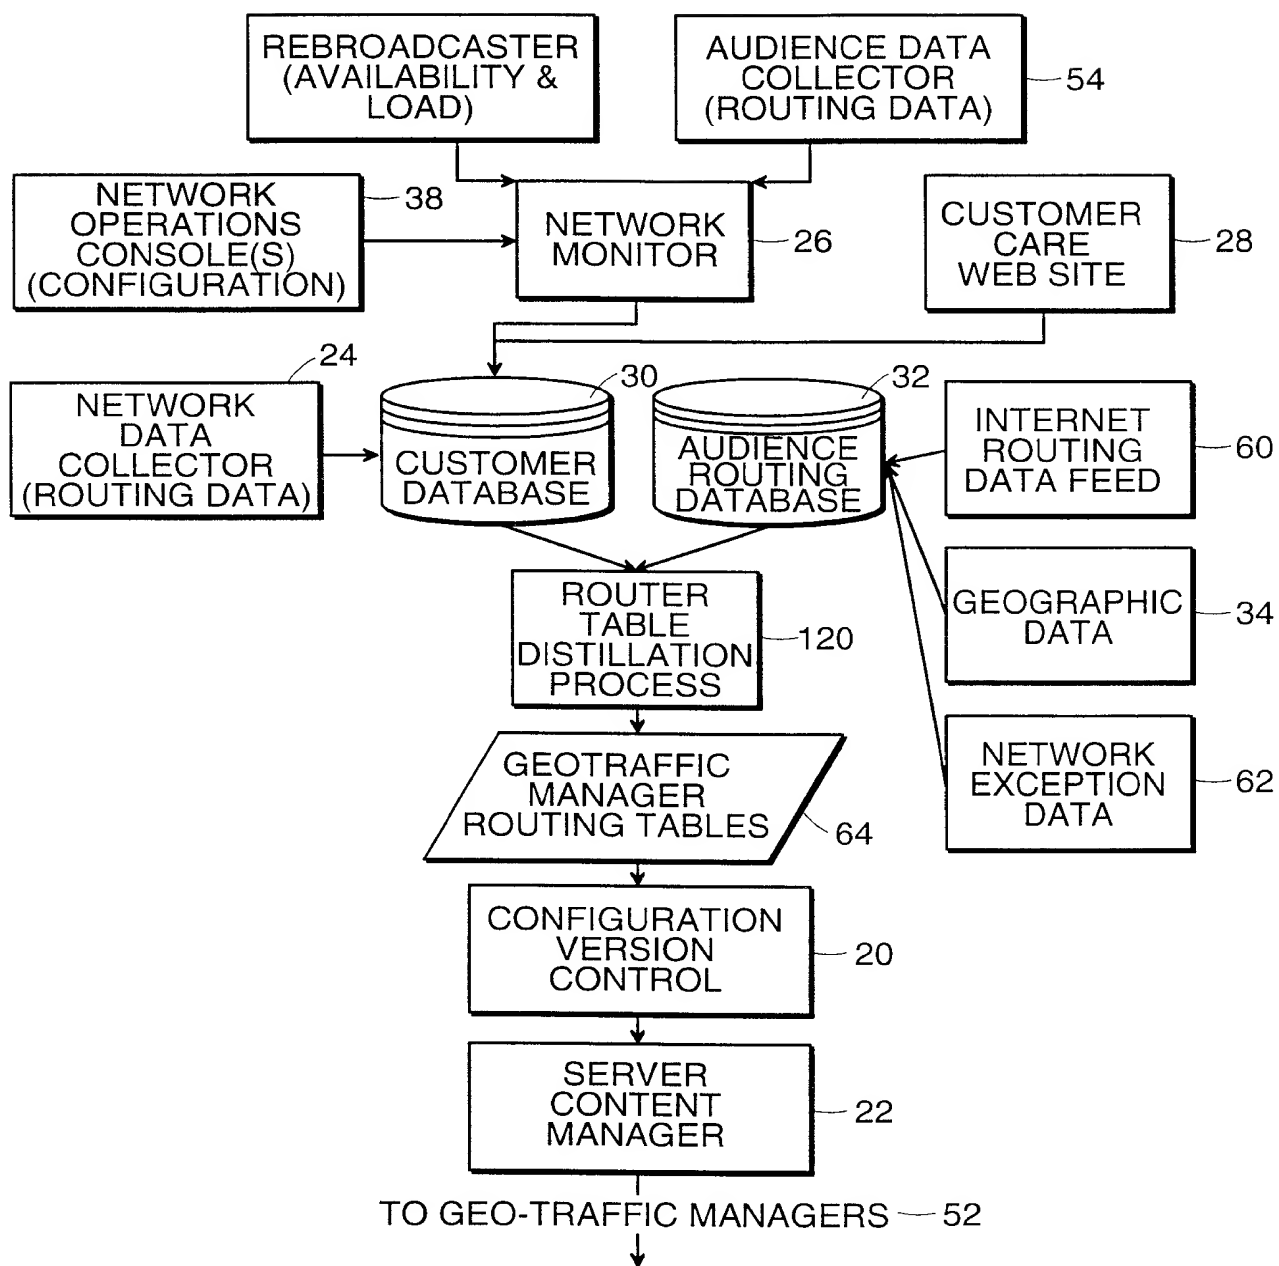 REBROADCASTER
(AVAILABILITY &
LOAD)
AUDIENCE DATA
COLLECTOR
(ROUTING DATA)
54
NETWORK
OPERATIONS
CONSOLE(S)
(CONFIGURATION)
38
NETWORK
MONITOR
26
CUSTOMER
CARE
WEB SITE
28
NETWORK
DATA
COLLECTOR
(ROUTING DATA)
24
CUSTOMER
DATABASE
30
AUDIENCE
ROUTING
DATABASE
32
INTERNET
ROUTING
DATA FEED
60
ROUTER
TABLE
DISTILLATION
PROCESS
120
GEOGRAPHIC
DATA
34
GEOTRAFFIC
MANAGER
ROUTING TABLES
64
NETWORK
EXCEPTION
DATA
62
CONFIGURATION
VERSION
CONTROL
20
SERVER
CONTENT
MANAGER
22
TO GEO-TRAFFIC MANAGERS
52